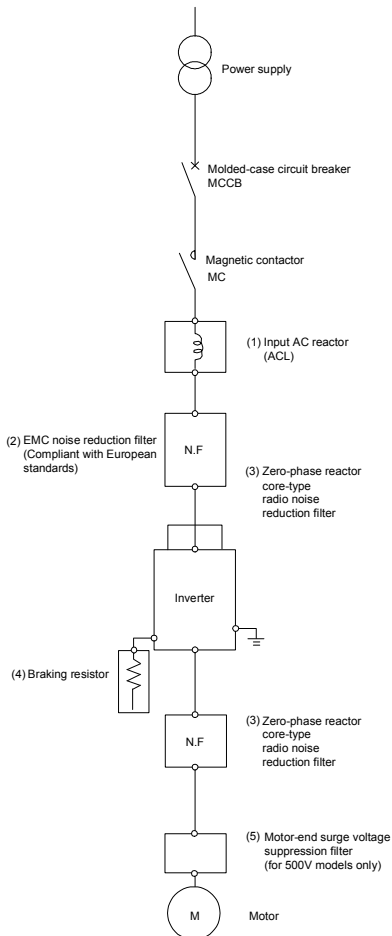 Power supply
Molded-case circuit breaker
MCCB
Magnetic contactor
MC
(1) Input AC reactor
(ACL)
(2) EMC noise reduction filter
(Compliant with European
standards)
N.F
(3) Zero-phase reactor
core-type
radio noise
reduction filter
Inverter
(4) Braking resistor
N.F
(3) Zero-phase reactor
core-type
radio noise
reduction filter
(5) Motor-end surge voltage
suppression filter
(for 500V models only)
M
Motor